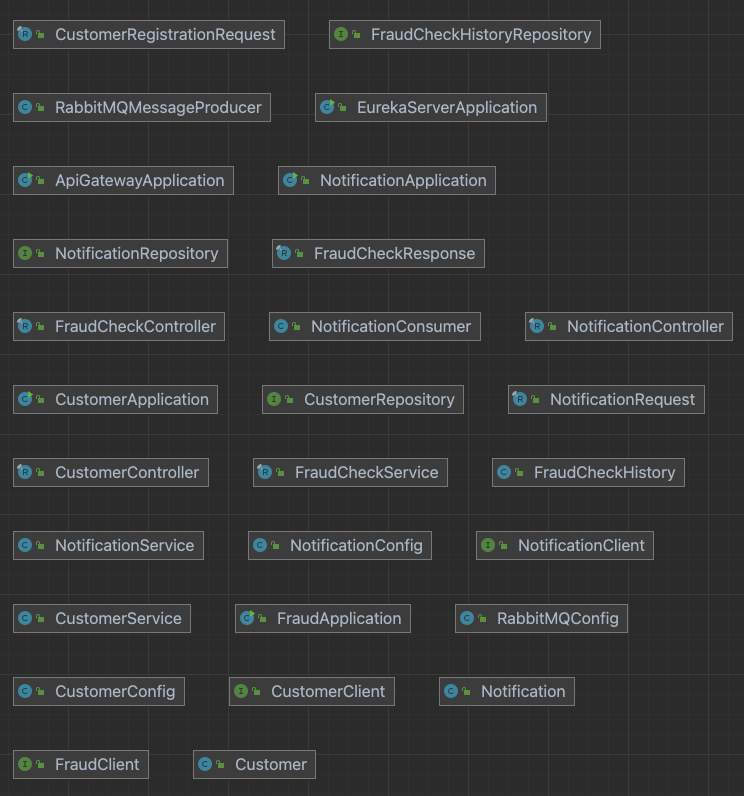 CustomerRegistrationRequest FraudCheckHistoryRepository
RabbitMQMessageProducer EurekaServerApplication
ApiGatewayApplication NotificationApplication
NotificationRepository FraudCheckResponse
FraudCheckController NotificationConsumer NotificationController
CustomerApplication CustomerRepository NotificationRequest
CustomerController FraudCheckService FraudCheckHistory
NotificationService NotificationConfig NotificationClient
CustomerService FraudApplication RabbitMQConfig
CustomerConfig CustomerClient Notification
FraudClient Customer